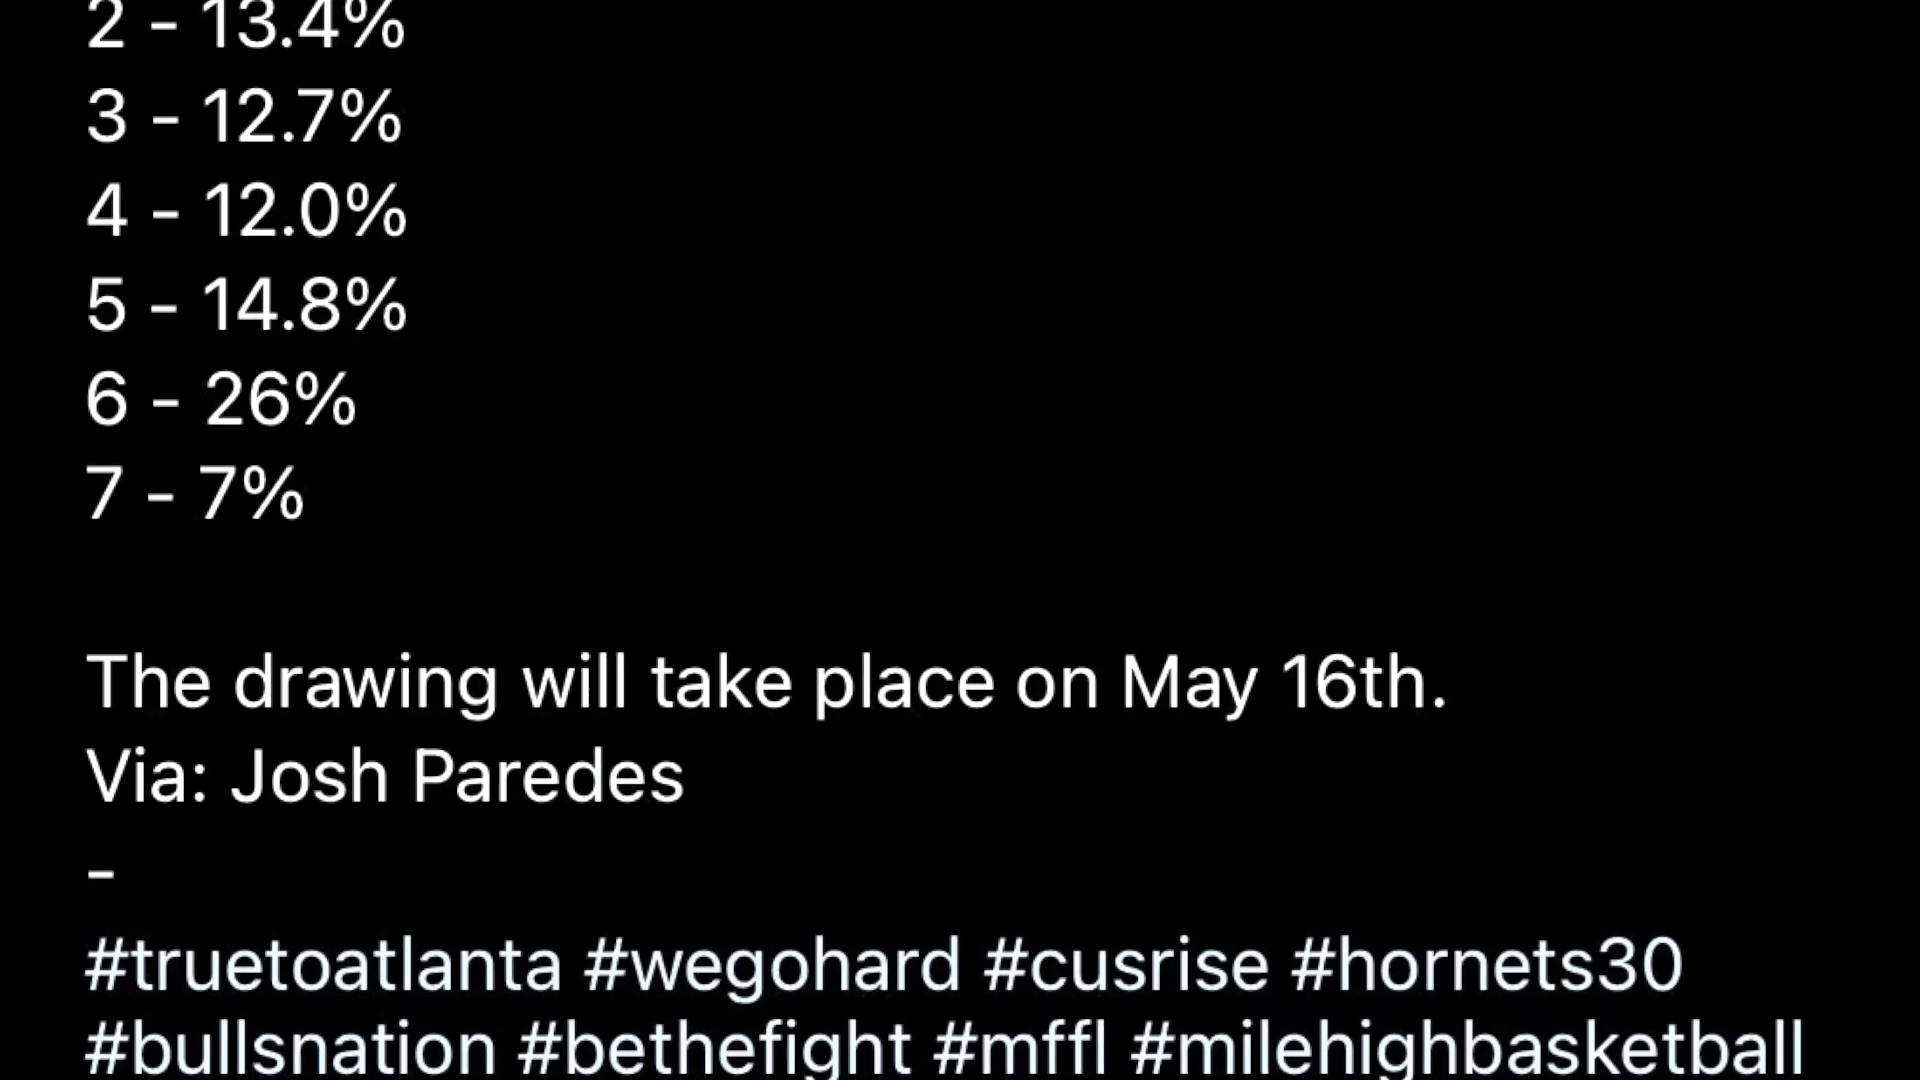 2 - 13.4%
3 - 12.7%
4 - 12.0%
5 - 14.8%
6 - 26%
7 - 7%
The drawing will take place on May 16th.
Via: Josh Paredes
-
#truetoatlanta #wegohard #cusrise #hornets30
#bullsnation #bethefight #mffl #milehighbasketball